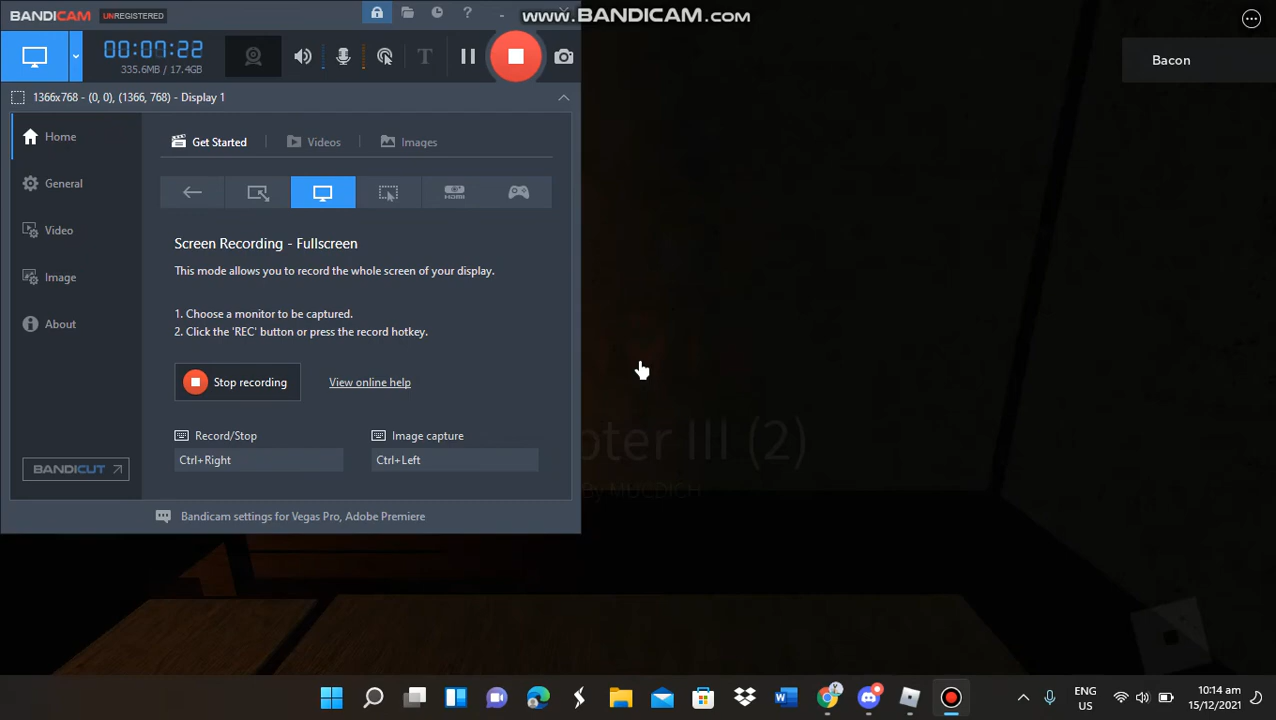 BANDICAM UNREGISTERED
www.BANDICAM.com
00:07:22
335.6MB / 17.4GB
Bacon
1366x768 - (0, 0), (1366, 768) - Display 1
Home
Get Started
Videos
Images
General
Video
Screen Recording - Fullscreen
This mode allows you to record the whole screen of your display.
Image
1. Choose a monitor to be captured.
2. Click the 'REC' button or press the record hotkey.
About
Stop recording
View online help
Record/Stop
Image capture
Ctrl+Right
Ctrl+Left
BANDICUT
pter III (2)
Bandicam settings for Vegas Pro, Adobe Premiere
ENG
US
10:14 am
15/12/2021